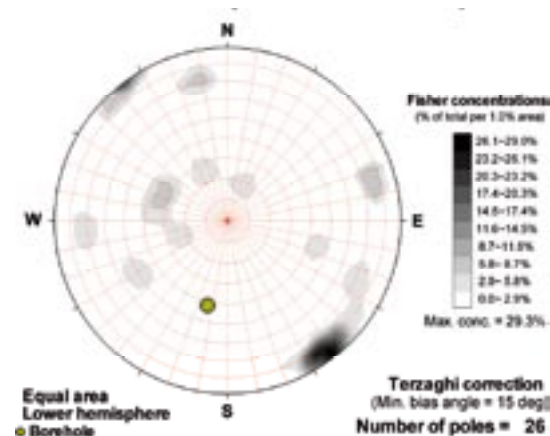 N
Fisher concentrations
(% of total per 1.0% area)
26.1~29.0%
23.2~26.1%
20.3~23.2%
17.4~20.3%
14.5~17.4%
11.6~14.5%
8.7~11.6%
5.8~8.7%
2.9~5.8%
0.0~2.9%
Max. conc. = 29.3%
W
E
S
Equal area
Lower hemisphere
Borehole
Terzaghi correction
(Min. bias angle = 15 deg)
Number of poles = 26